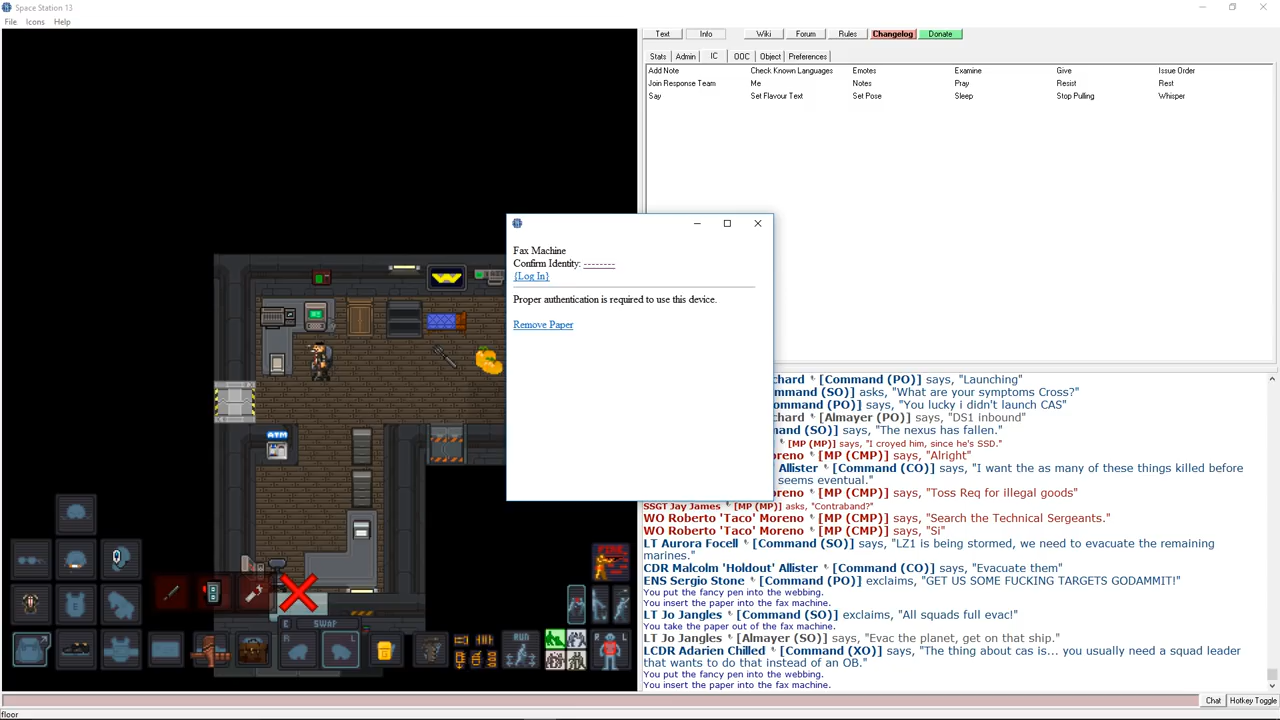 Space Station 13
File Icons Help
Text Info Wiki Forum Rules Changelog Donate
Stats Admin IC OOC Object Preferences
Add Note Check Known Languages Emotes Examine Give Issue Order
Join Response Team Me Notes Pray Resist Rest
Say Set Flavour Text Set Pose Sleep Stop Pulling Whisper
Fax Machine
Confirm Identity: --------
{Log In}
Proper authentication is required to use this device.
Remove Paper
chard [Command (PO)] says, "Launching"
mmand (SO)] asks, "What are your symptoms Cross?"
ommand (PO)] says, "You lucky i didn't launch CAS"
chard [Almayer (PO)] says, "DS1 inbound"
and (SO)] says, "The nexus has fallen."
[MP (MP)] says, "I croyed him, since he's SSD."
reno [MP (CMP)] says, "Alright"
Allister [Command (CO)] says, "I want the as many of these things killed before
seems eventual."
reno [MP (CMP)] says, "Toss Req for illegal goods"
SSGT Jay James [MP (MP)] asks, "Contraband?"
WO Roberto 'Taco' Moreno [MP (CMP)] says, "Search the Technical Sergeants."
WO Roberto 'Taco' Moreno [MP (CMP)] says,
LT Aurora Focell [Command (SO)] says, "LZ1 is being stormed, we need to evacuate the remaining
marines."
CDR Malcolm 'Holdout' Allister [Command (CO)] says, "Evacuate them"
ENS Sergio Stone [Command (PO)] exclaims, "GET US SOME FUCKING TARGETS GODAMMIT!"
You put the fancy pen into the webbing.
You insert the paper into the fax machine.
LT Jo Jangles [Command (SO)] exclaims, "All squads full evac!"
You take the paper out of the fax machine.
LT Jo Jangles [Almayer (SO)] says, "Evac the planet, get on that ship."
LCDR Adarien Chilled [Command (XO)] says, "The thing about cas is... you usually need a squad leader
that wants to do that instead of an OB."
You put the fancy pen into the webbing.
You insert the paper into the fax machine.
ATM
SWAP
R L
RUN
R L
Chat Hotkey Toggle
floor